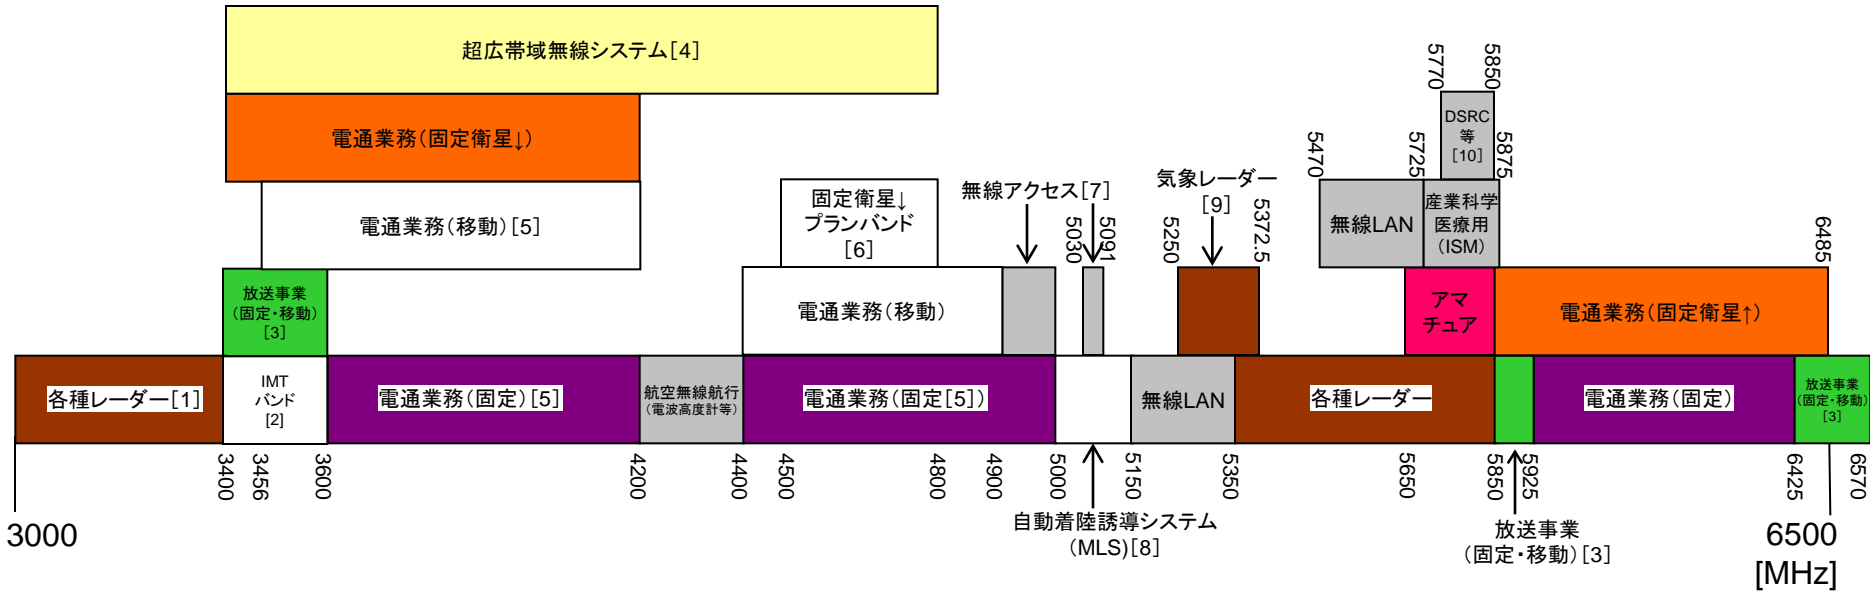 超広帯域無線システム[4]
電通業務(固定衛星↓)
電通業務(移動)[5]
固定衛星↓
プランバンド
[6]
無線アクセス[7]
5030
5091
気象レーダー
[9]
5250
5372.5
5470
5725
5770
5850
5875
DSRC
等
[10]
無線LAN
産業科学
医療用
(ISM)
6485
放送事業
(固定・移動)
[3]
電通業務(移動)
アマ
チュア
電通業務(固定衛星↑)
各種レーダー[1]
IMT
バンド
[2]
電通業務(固定)[5]
航空無線航行
(電波高度計等)
電通業務(固定[5])
無線LAN
各種レーダー
電通業務(固定)
放送事業
(固定・移動)
[3]
3400
3456
3600
4200
4400
4500
4800
4900
5000
5150
5350
5650
5850
5925
6425
6570
3000
自動着陸誘導システム
(MLS)[8]
放送事業
(固定・移動)[3]
6500
[MHz]